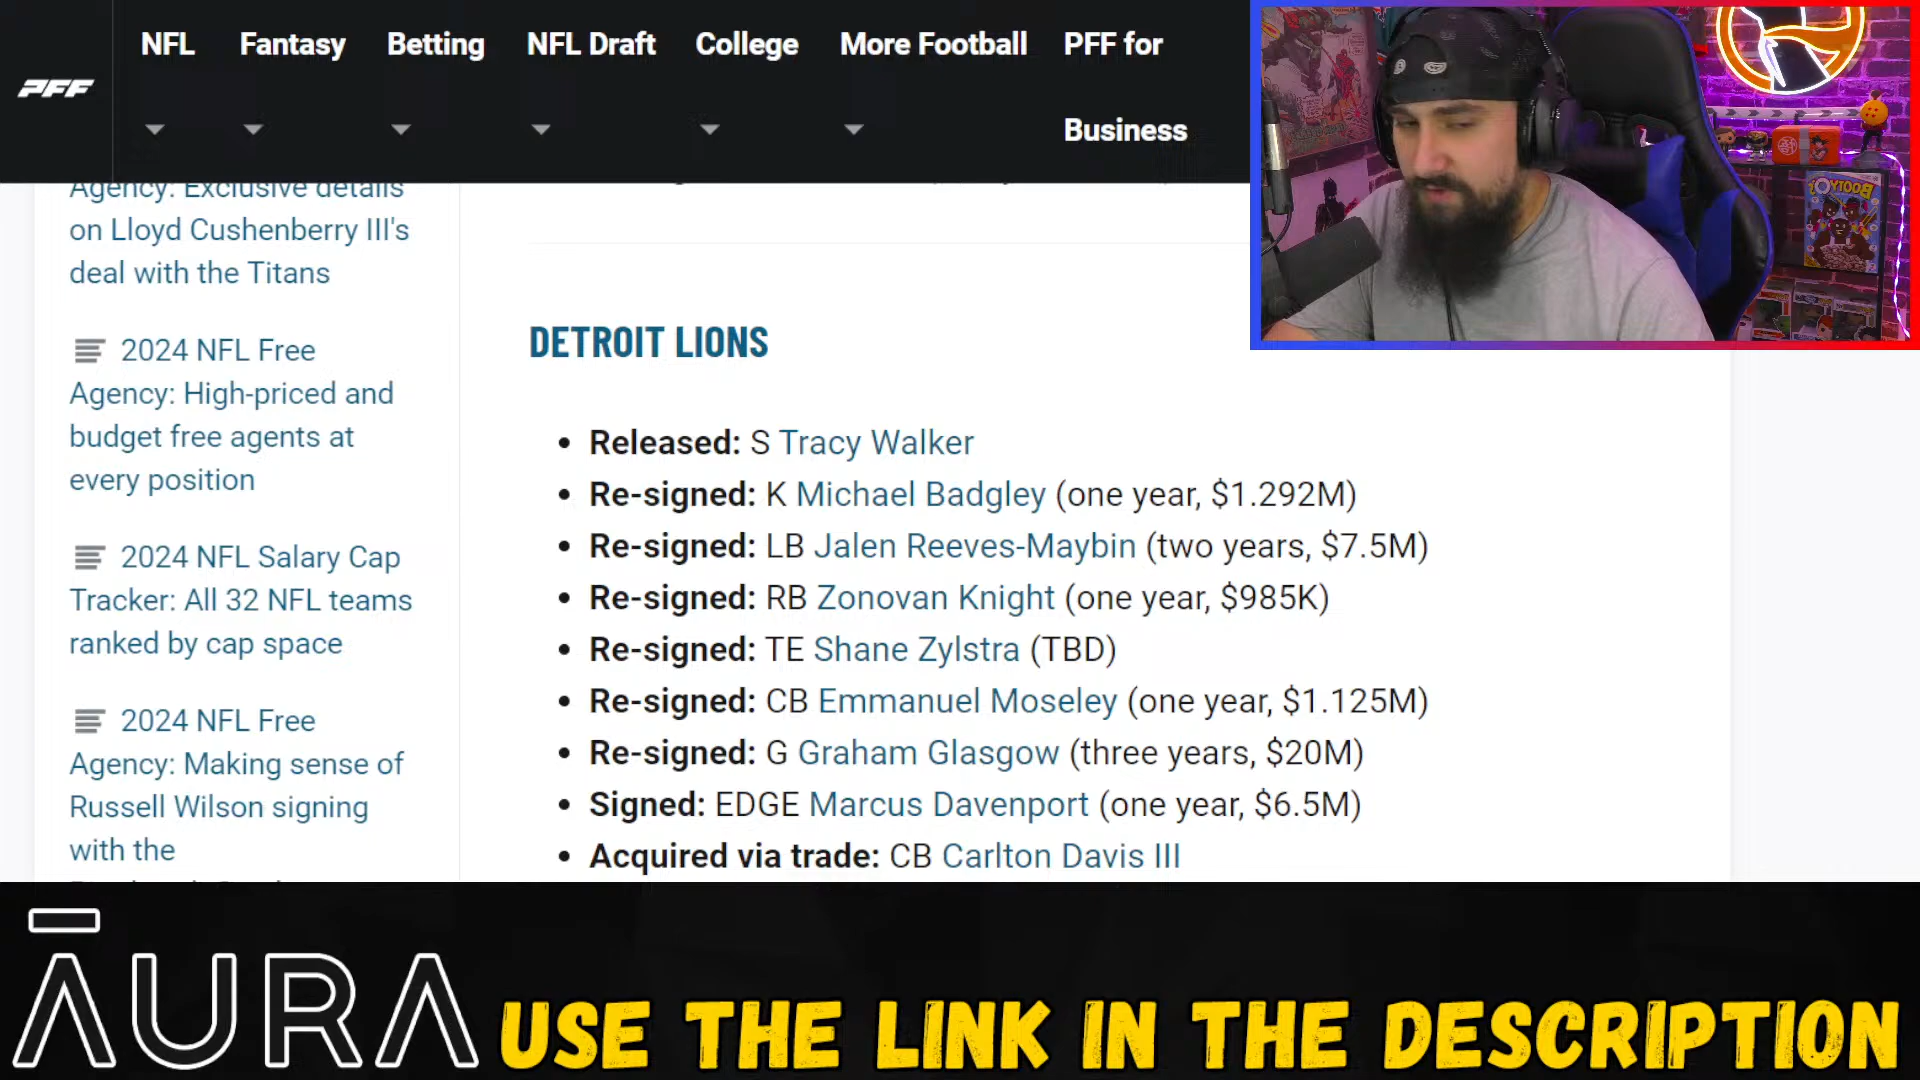 PFF
NFL
Fantasy
Betting
NFL Draft
College
More Football
PFF for
Business
Agency: Exclusive details
on Lloyd Cushenberry III's
deal with the Titans
2024 NFL Free
Agency: High-priced and
budget free agents at
every position
2024 NFL Salary Cap
Tracker: All 32 NFL teams
ranked by cap space
2024 NFL Free
Agency: Making sense of
Russell Wilson signing
with the
DETROIT LIONS
• Released: S Tracy Walker
• Re-signed: K Michael Badgley (one year, $1.292M)
• Re-signed: LB Jalen Reeves-Maybin (two years, $7.5M)
• Re-signed: RB Zonovan Knight (one year, $985K)
• Re-signed: TE Shane Zylstra (TBD)
• Re-signed: CB Emmanuel Moseley (one year, $1.125M)
• Re-signed: G Graham Glasgow (three years, $20M)
• Signed: EDGE Marcus Davenport (one year, $6.5M)
• Acquired via trade: CB Carlton Davis III
ĀURA USE THE LINK IN THE DESCRIPTION